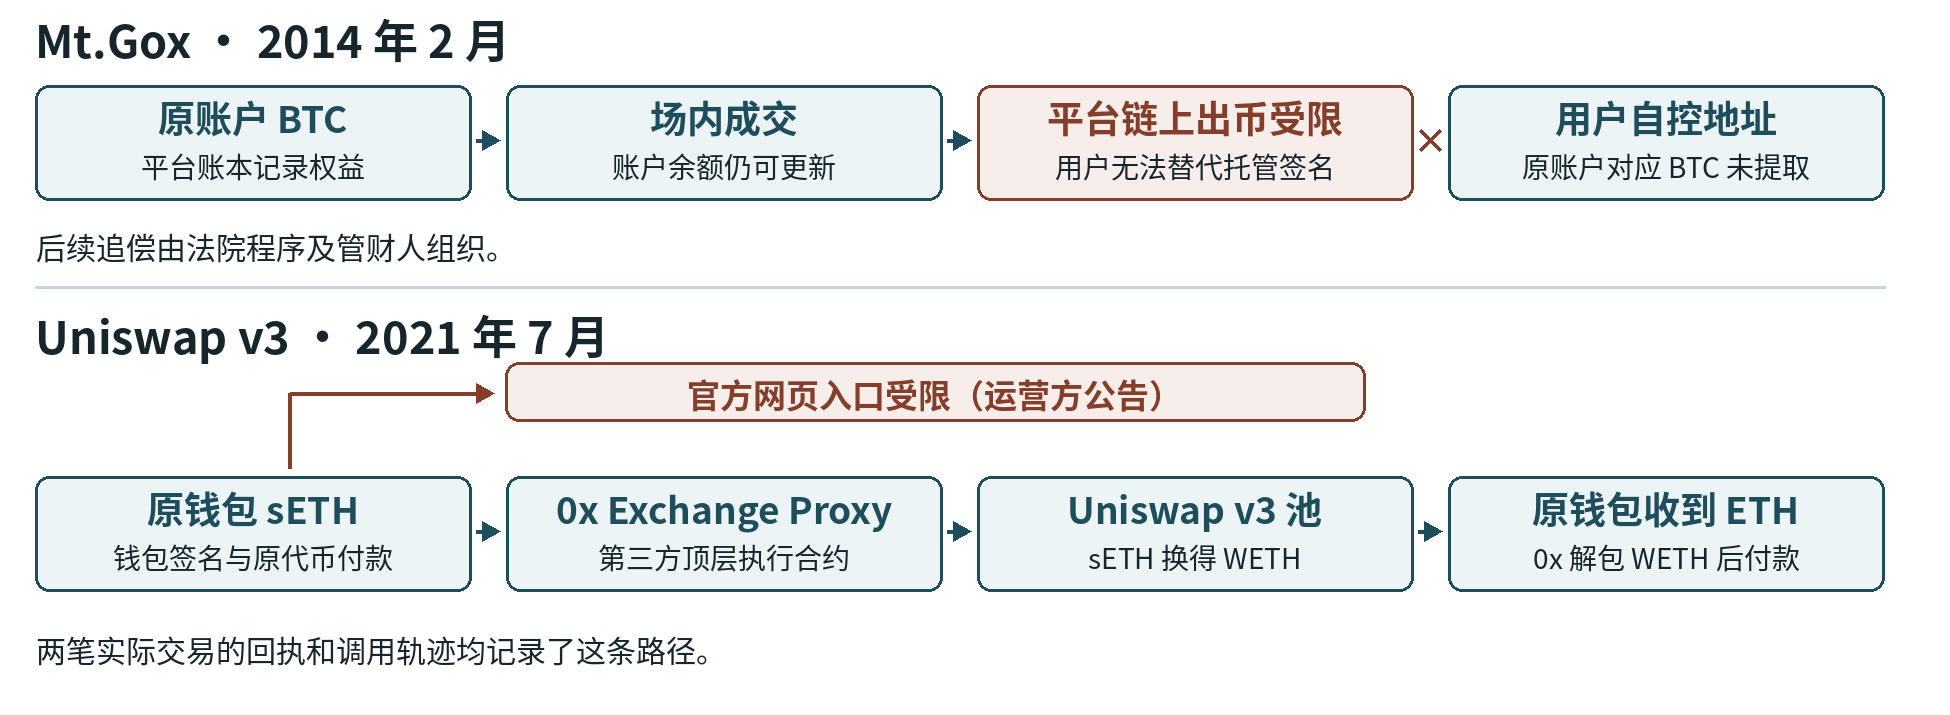 Mt.Gox · 2014 年 2 月
原账户 BTC
平台账本记录权益
场内成交
账户余额仍可更新
平台链上出币受限
用户无法替代托管签名
用户自控地址
原账户对应 BTC 未提取
后续追偿由法院程序及管财人组织。
Uniswap v3 · 2021 年 7 月
官方网页入口受限（运营方公告）
原钱包 sETH
钱包签名与原代币付款
0x Exchange Proxy
第三方顶层执行合约
Uniswap v3 池
sETH 换得 WETH
原钱包收到 ETH
0x 解包 WETH 后付款
两笔实际交易的回执和调用轨迹均记录了这条路径。